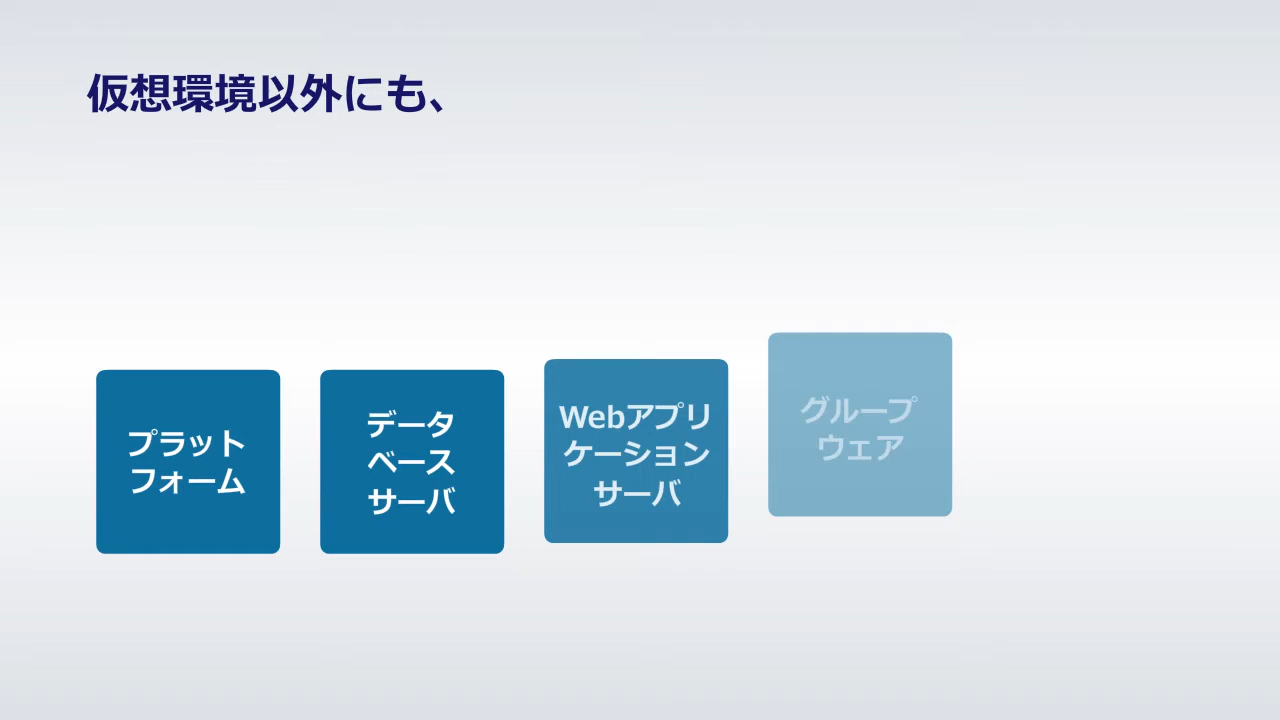 仮想環境以外にも、
プラット
フォーム
データ
ベース
サーバ
Webアプリ
ケーション
サーバ
グループ
ウェア